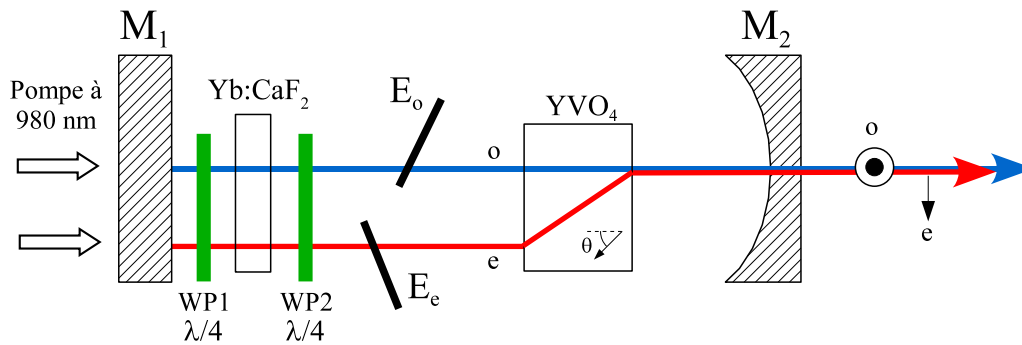 M₁
M₂
Pompe à
980 nm
Yb:CaF₂
Eₒ
YVO₄
o
o
θ
e
e
Eₑ
WP1
λ/4
WP2
λ/4